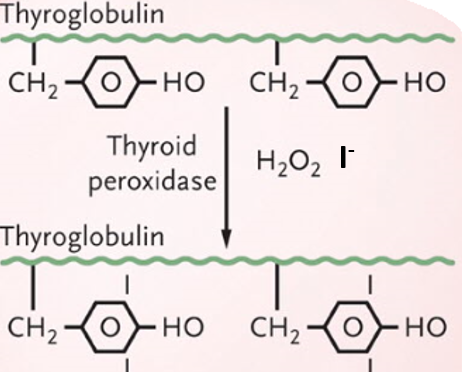 Thyroglobulin
CH2 O HO CH2 O HO
Thyroid
peroxidase
H2O2 I-
Thyroglobulin
I I
CH2 O HO CH2 O HO
I I